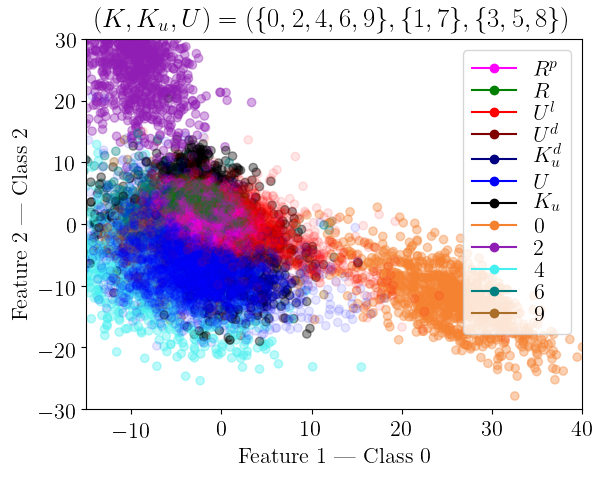 (K, K_u, U) = ({0, 2, 4, 6, 9}, {1, 7}, {3, 5, 8})
30
20
10
0
−10
−20
−30
−10
0
10
20
30
40
Feature 2 — Class 2
Feature 1 — Class 0
R^p
R
U^l
U^d
K_u^d
U
K_u
0
2
4
6
9